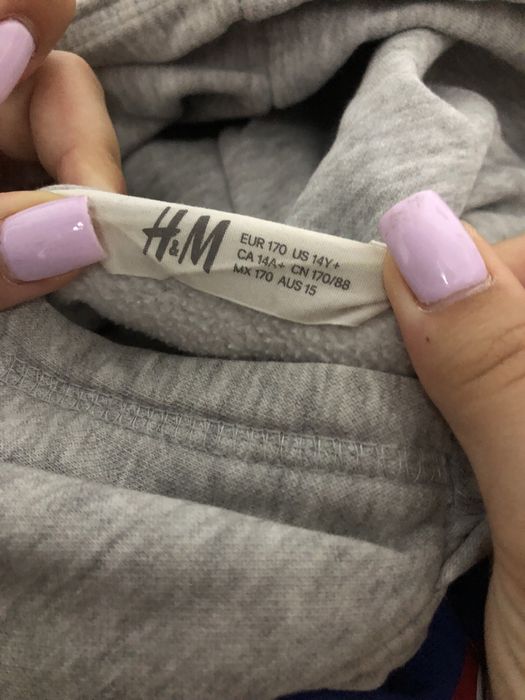 H&M
EUR 170 US 14Y+
CA 14A+ CN 170/88
MX 170 AUS 15